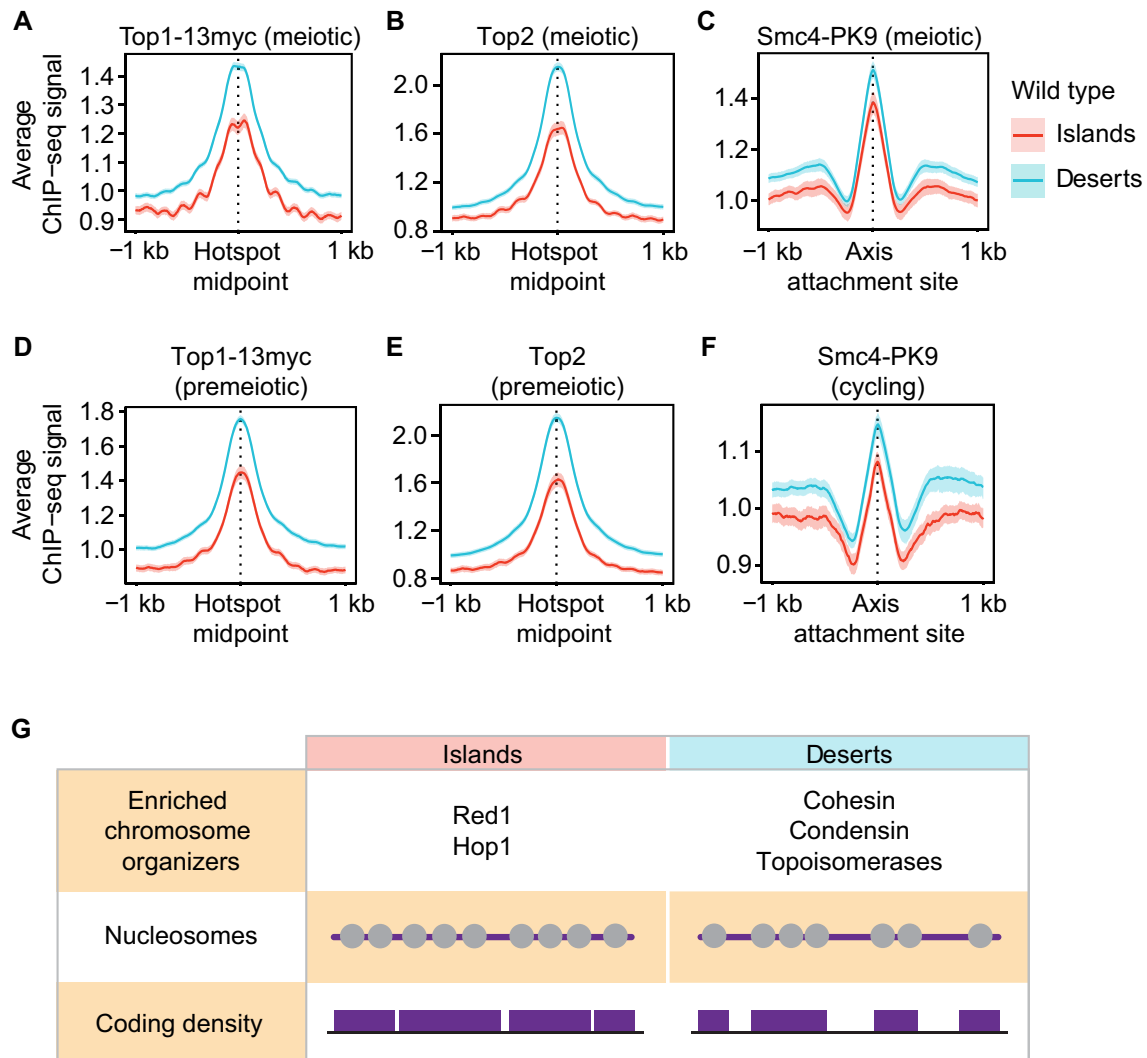 A
Top1-13myc (meiotic)
Average
ChIP−seq signal
1.4
1.3
1.2
1.1
1.0
0.9
−1 kb
Hotspot
midpoint
1 kb
B
Top2 (meiotic)
2.0
1.6
1.2
0.8
−1 kb
Hotspot
midpoint
1 kb
C
Smc4-PK9 (meiotic)
1.4
1.2
1.0
−1 kb
Axis
attachment site
1 kb
Wild type
Islands
Deserts
D
Top1-13myc
(premeiotic)
Average
ChIP−seq signal
1.8
1.6
1.4
1.2
1.0
−1 kb
Hotspot
midpoint
1 kb
E
Top2
(premeiotic)
2.0
1.6
1.2
0.8
−1 kb
Hotspot
midpoint
1 kb
F
Smc4-PK9
(cycling)
1.1
1.0
0.9
−1 kb
Axis
attachment site
1 kb
G
Islands
Deserts
Enriched
chromosome
organizers
Red1
Hop1
Cohesin
Condensin
Topoisomerases
Nucleosomes
Coding density